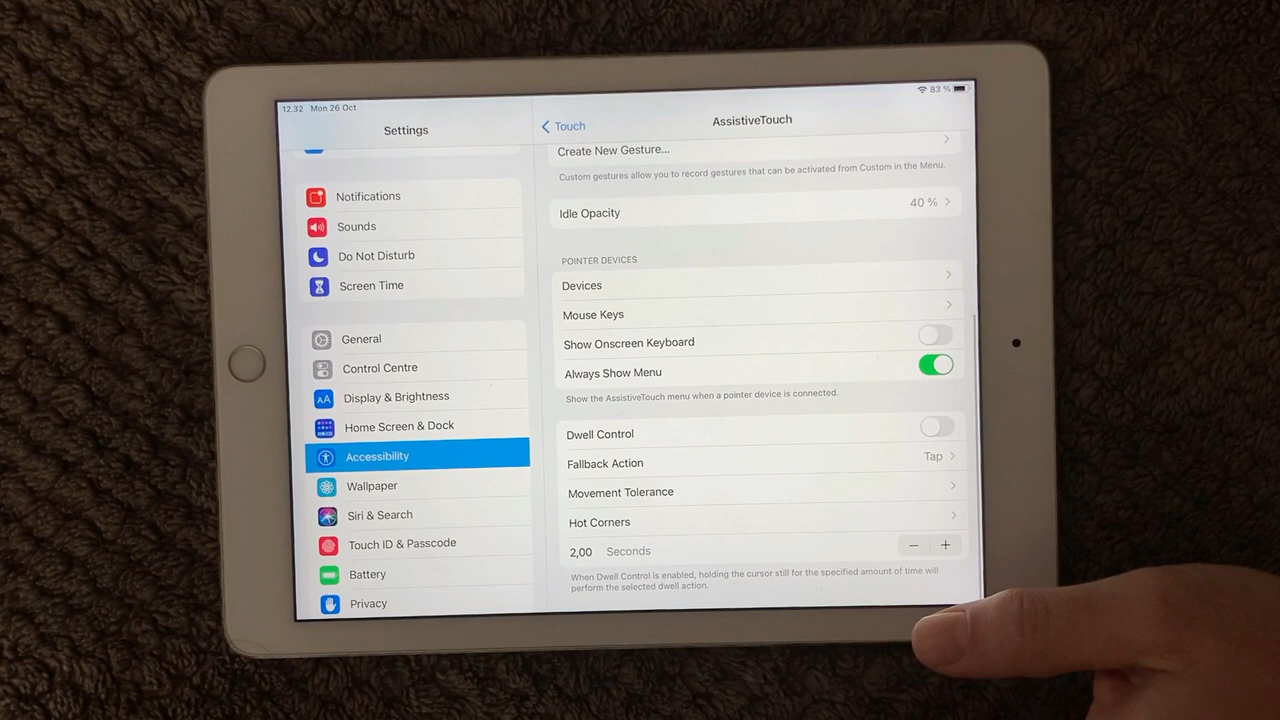 12.32 Mon 26 Oct
83 %
Settings
Touch
AssistiveTouch
Notifications
Sounds
Do Not Disturb
Screen Time
General
Control Centre
AA
Display & Brightness
Home Screen & Dock
Accessibility
Wallpaper
Siri & Search
Touch ID & Passcode
Battery
Privacy
Create New Gesture...
Custom gestures allow you to record gestures that can be activated from Custom in the Menu.
Idle Opacity
40 %
POINTER DEVICES
Devices
Mouse Keys
Show Onscreen Keyboard
Always Show Menu
Show the AssistiveTouch menu when a pointer device is connected.
Dwell Control
Fallback Action
Tap
Movement Tolerance
Hot Corners
2,00 Seconds
− +
When Dwell Control is enabled, holding the cursor still for the specified amount of time will
perform the selected dwell action.